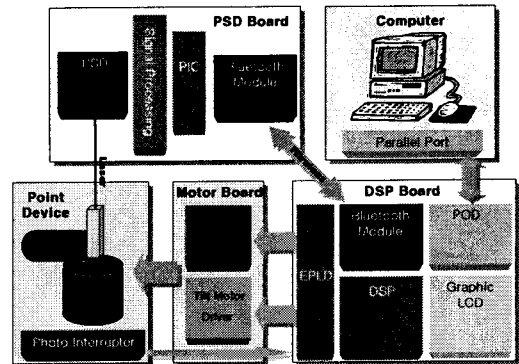 PSD Board
PSD
Signal Processing
PIC
Bluetooth
Module
Computer
Parallel Port
Laser
Point
Device
Photo Interrupter
Motor Board
Tilt Motor
Driver
DSP Board
EPLD
Bluetooth
Module
POD
DSP
Graphic
LCD